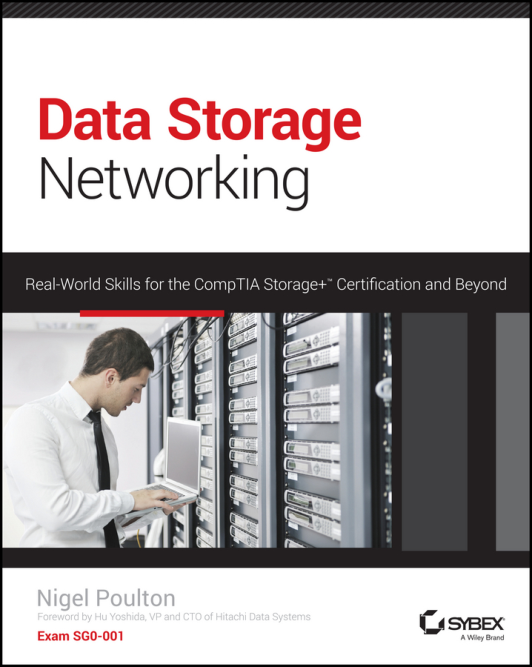 Data Storage
Networking
Real-World Skills for the CompTIA Storage+™ Certification and Beyond
Nigel Poulton
Foreword by Hu Yoshida, VP and CTO of Hitachi Data Systems
Exam SG0-001
SYBEX
A Wiley Brand